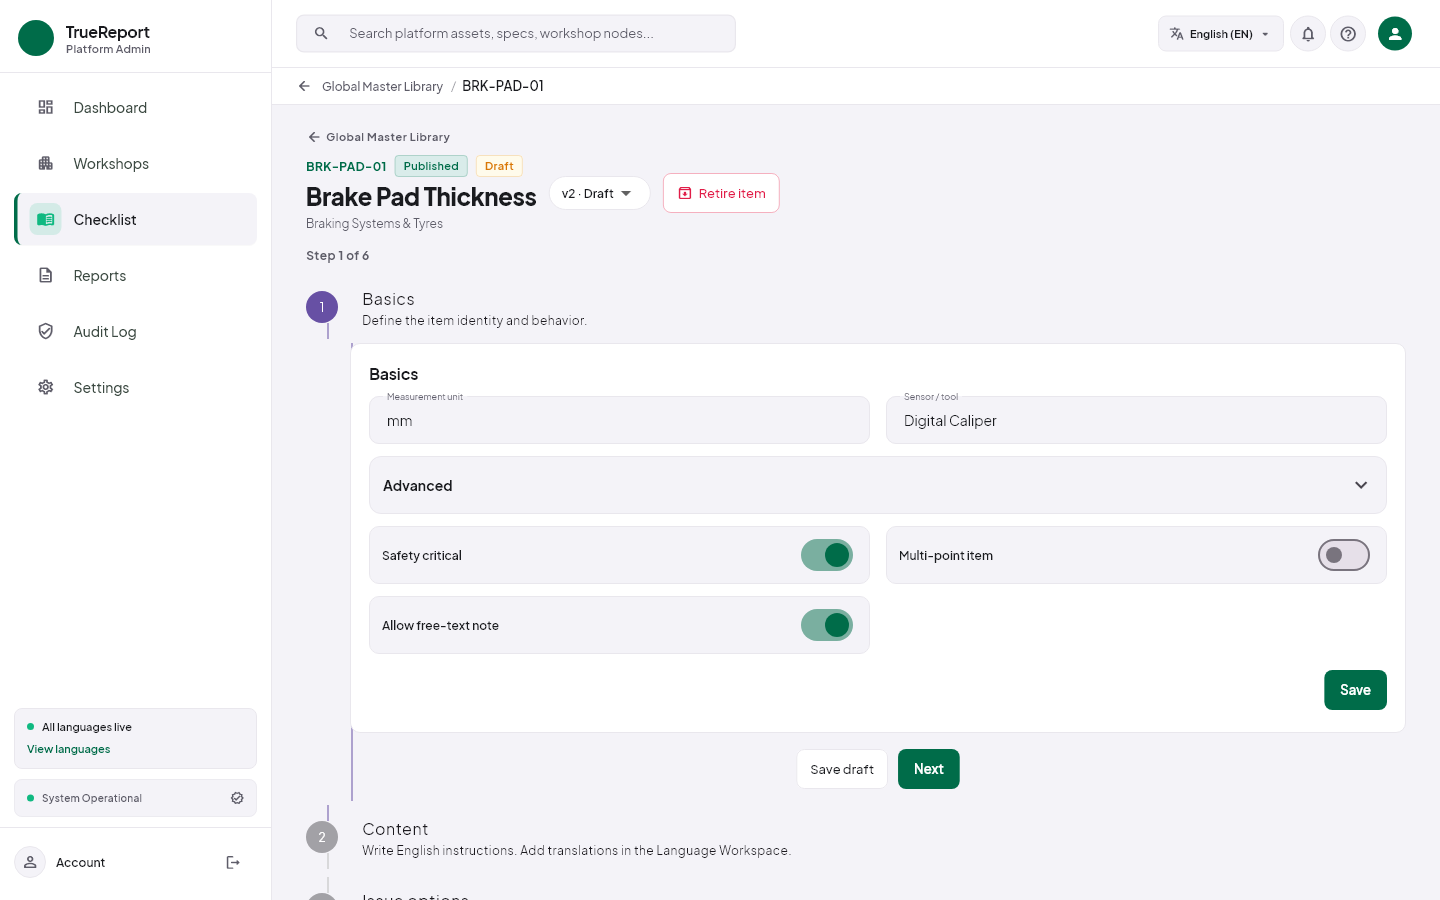 TrueReport
Platform Admin
Dashboard
Workshops
Checklist
Reports
Audit Log
Settings
All languages live
View languages
System Operational
Account
Search platform assets, specs, workshop nodes...
English (EN)
Global Master Library / BRK-PAD-01
Global Master Library
BRK-PAD-01 Published Draft
Brake Pad Thickness v2 · Draft Retire item
Braking Systems & Tyres
Step 1 of 6
1 Basics
Define the item identity and behavior.
Basics
Measurement unit
mm
Sensor / tool
Digital Caliper
Advanced
Safety critical
Multi-point item
Allow free-text note
Save
Save draft Next
2 Content
Write English instructions. Add translations in the Language Workspace.
Issue options